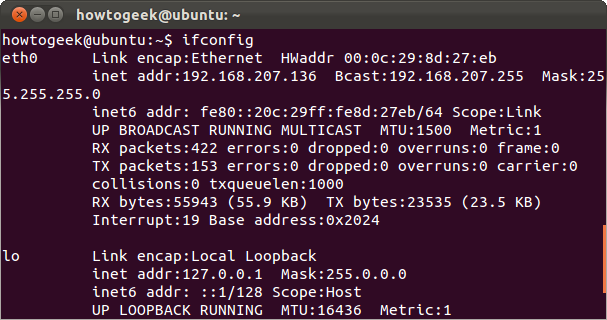 howtogeek@ubuntu: ~
howtogeek@ubuntu:~$ ifconfig
eth0      Link encap:Ethernet  HWaddr 00:0c:29:8d:27:eb
          inet addr:192.168.207.136  Bcast:192.168.207.255  Mask:25
5.255.255.0
          inet6 addr: fe80::20c:29ff:fe8d:27eb/64 Scope:Link
          UP BROADCAST RUNNING MULTICAST  MTU:1500  Metric:1
          RX packets:422 errors:0 dropped:0 overruns:0 frame:0
          TX packets:153 errors:0 dropped:0 overruns:0 carrier:0
          collisions:0 txqueuelen:1000
          RX bytes:55943 (55.9 KB)  TX bytes:23535 (23.5 KB)
          Interrupt:19 Base address:0x2024
lo        Link encap:Local Loopback
          inet addr:127.0.0.1  Mask:255.0.0.0
          inet6 addr: ::1/128 Scope:Host
          UP LOOPBACK RUNNING  MTU:16436  Metric:1